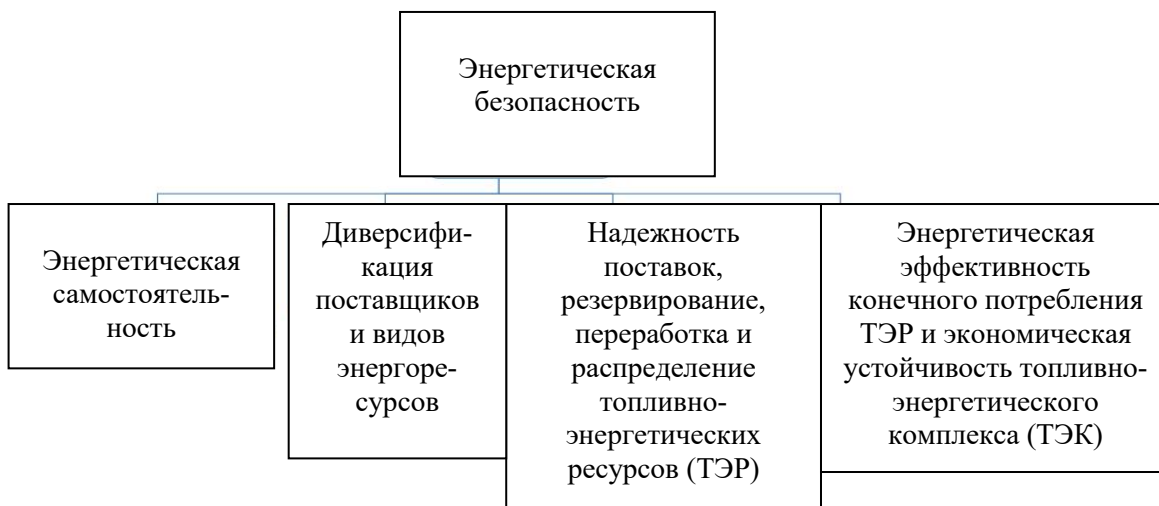 Энергетическая
безопасность
Энергетическая
самостоятель-
ность
Диверсифи-
кация
поставщиков
и видов
энергоре-
сурсов
Надежность
поставок,
резервирование,
переработка и
распределение
топливно-
энергетических
ресурсов (ТЭР)
Энергетическая
эффективность
конечного потребления
ТЭР и экономическая
устойчивость топливно-
энергетического
комплекса (ТЭК)